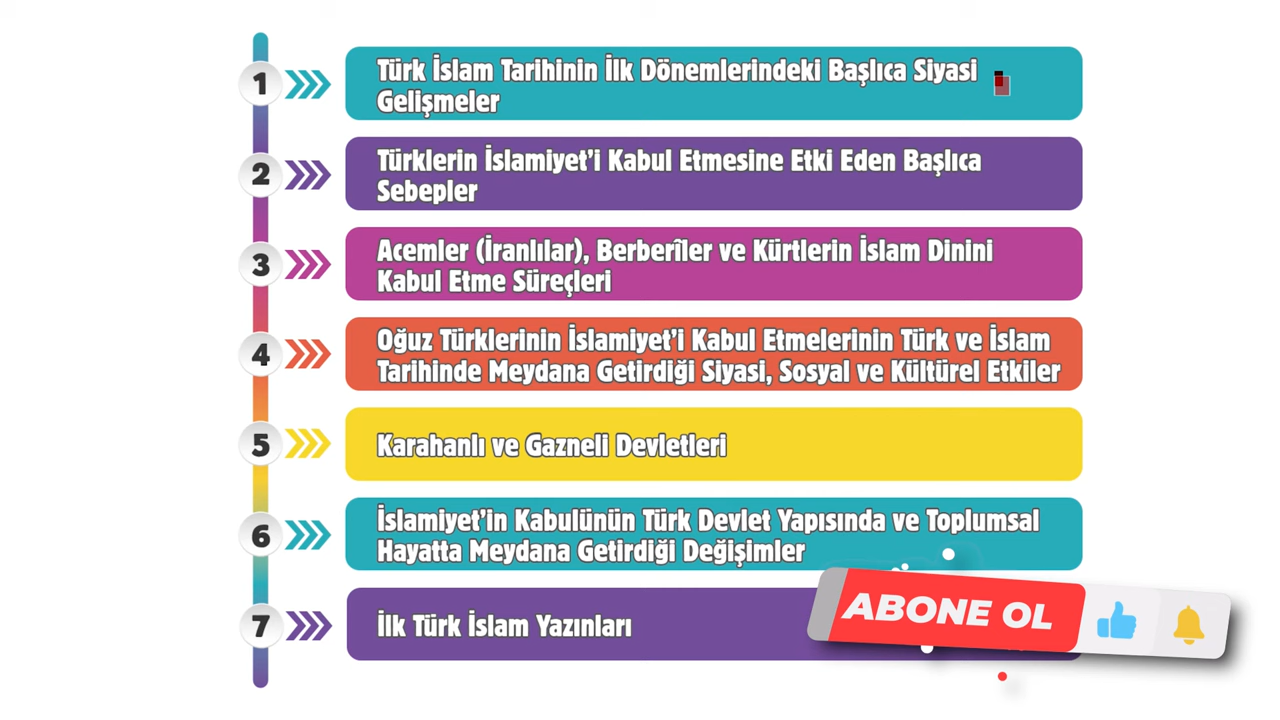 1
Türk İslam Tarihinin İlk Dönemlerindeki Başlıca Siyasi
Gelişmeler
2
Türklerin İslamiyet'i Kabul Etmesine Etki Eden Başlıca
Sebepler
3
Acemler (İranlılar), Berberîler ve Kürtlerin İslam Dinini
Kabul Etme Süreçleri
4
Oğuz Türklerinin İslamiyet'i Kabul Etmelerinin Türk ve İslam
Tarihinde Meydana Getirdiği Siyasi, Sosyal ve Kültürel Etkiler
5
Karahanlı ve Gazneli Devletleri
6
İslamiyet'in Kabulünün Türk Devlet Yapısında ve Toplumsal
Hayatta Meydana Getirdiği Değişimler
7
İlk Türk İslam Yazınları
ABONE OL